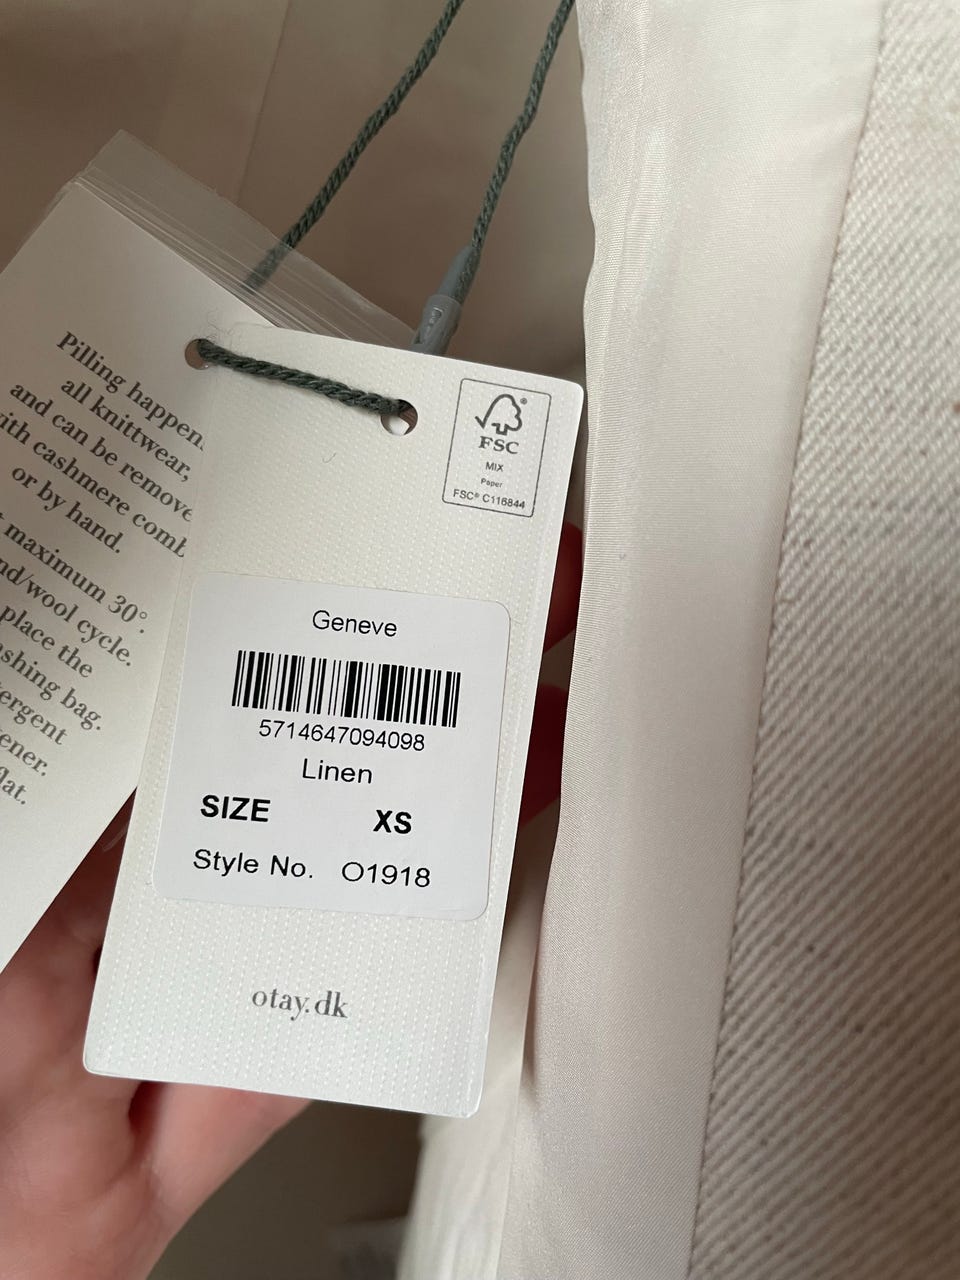 Pilling happens
all knittwear,
and can be remove
with cashmere comb
or by hand.
maximum 30°.
nd/wool cycle.
place the
shing bag.
ergent
ener.
flat.
FSC®
MIX
Paper
FSC® C116844
Geneve
5714647094098
Linen
SIZE XS
Style No. O1918
otay.dk